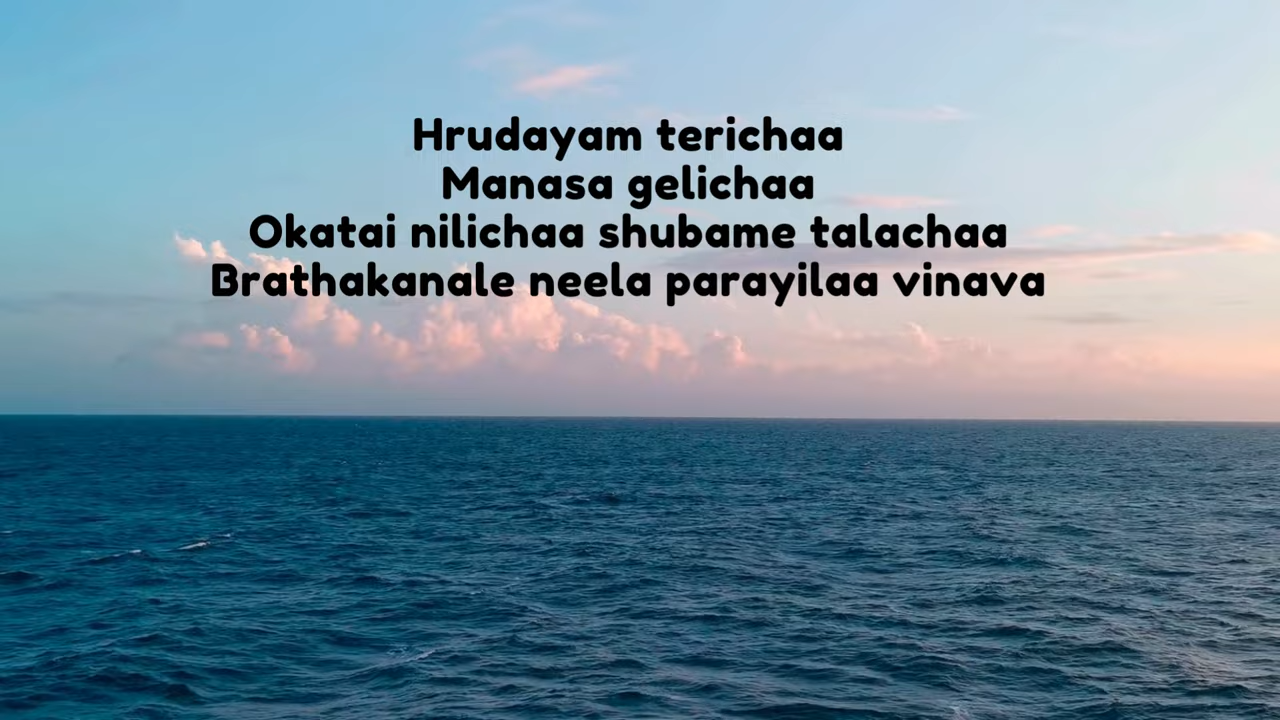 Hrudayam terichaa
Manasa gelichaa
Okatai nilichaa shubame talachaa
Brathakanale neela parayilaa vinava